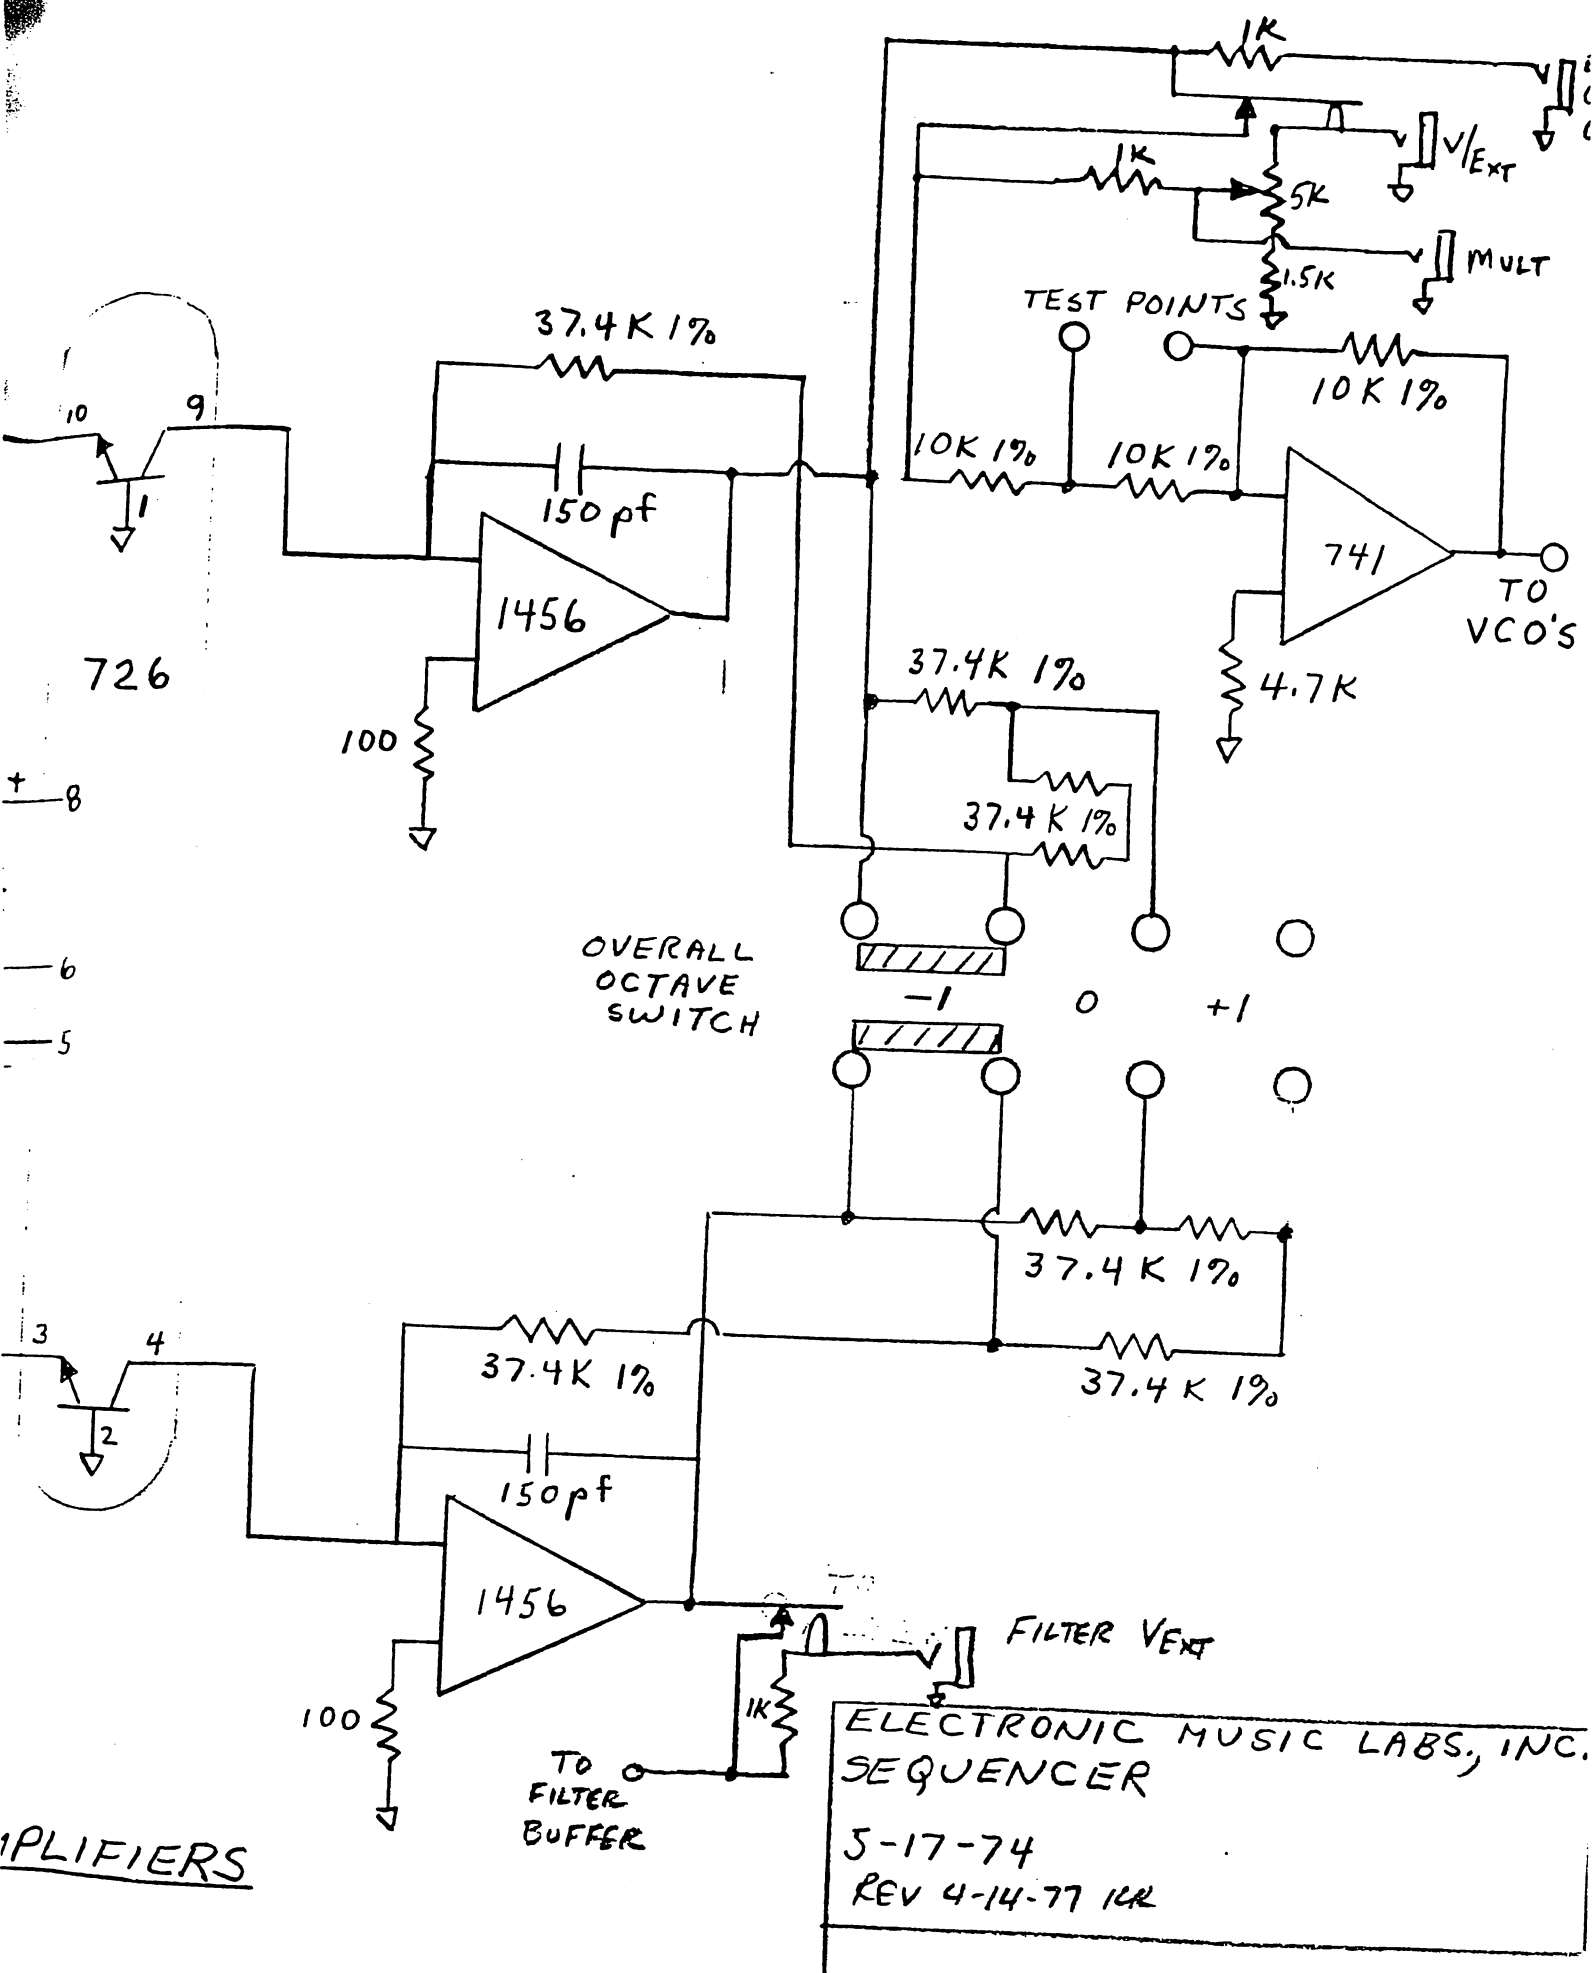 1K
V/EXT
1K
5K
MULT
1.5K
TEST POINTS
37.4K 1%
10K 1%
10
9
10K 1%
10K 1%
1
150pf
1456
741
TO
VCO'S
726
37.4K 1%
4.7K
100
+
8
37.4K 1%
OVERALL
OCTAVE
SWITCH
6
-1
0
+1
5
37.4K 1%
3
4
37.4K 1%
37.4K 1%
2
150pf
1456
FILTER VEXT
100
1K
TO
FILTER
BUFFER
ELECTRONIC MUSIC LABS., INC.
SEQUENCER
5-17-74
REV 4-14-77
PLIFIERS